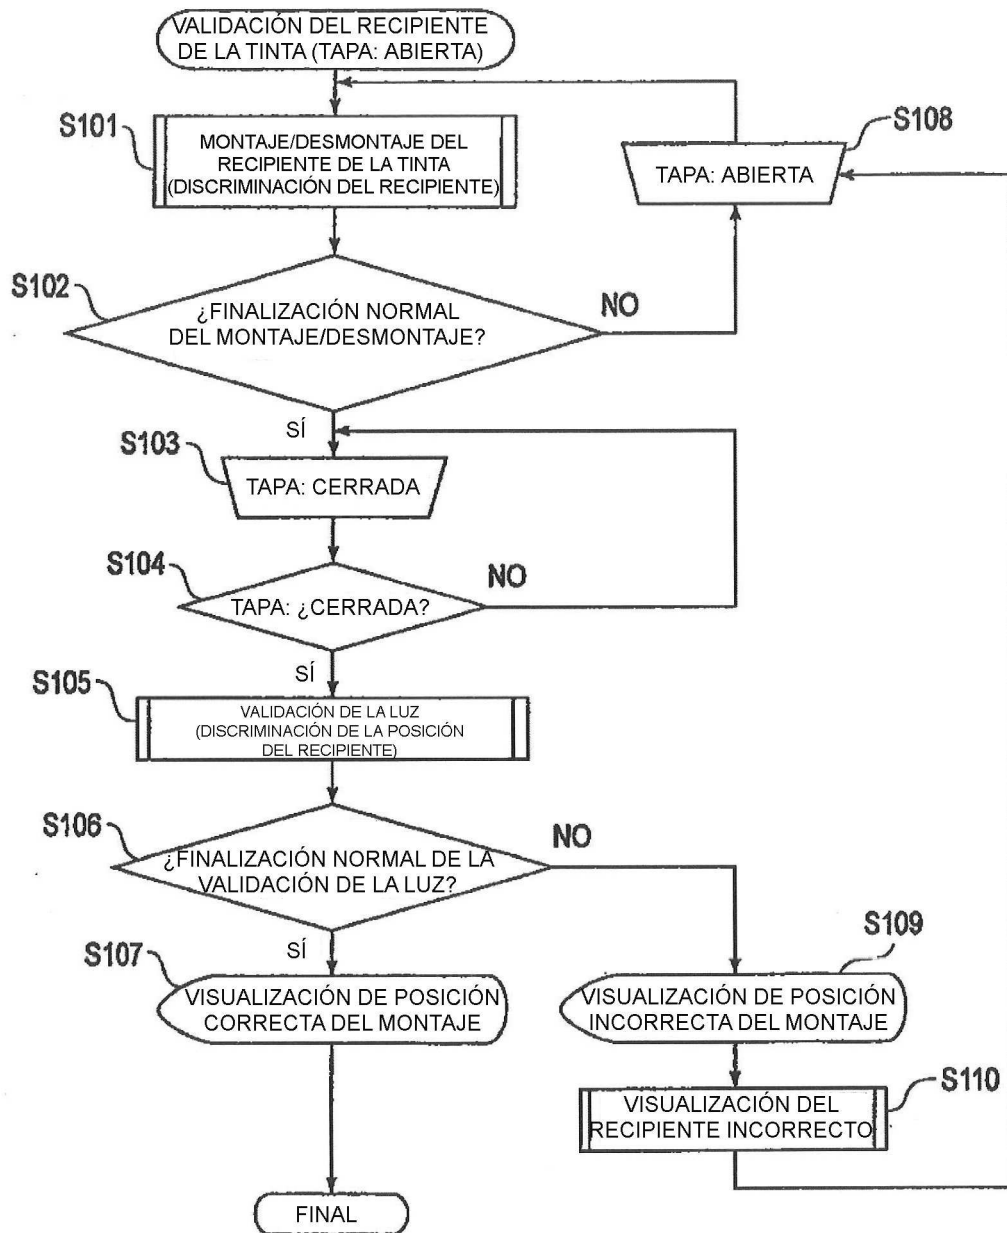 VALIDACIÓN DEL RECIPIENTE
DE LA TINTA (TAPA: ABIERTA)
S101
MONTAJE/DESMONTAJE DEL
RECIPIENTE DE LA TINTA
(DISCRIMINACIÓN DEL RECIPIENTE)
S108
TAPA: ABIERTA
S102
¿FINALIZACIÓN NORMAL
DEL MONTAJE/DESMONTAJE?
NO
SÍ
S103
TAPA: CERRADA
S104
TAPA: ¿CERRADA?
NO
SÍ
S105
VALIDACIÓN DE LA LUZ
(DISCRIMINACIÓN DE LA POSICIÓN
DEL RECIPIENTE)
S106
¿FINALIZACIÓN NORMAL DE LA
VALIDACIÓN DE LA LUZ?
NO
SÍ
S107
VISUALIZACIÓN DE POSICIÓN
CORRECTA DEL MONTAJE
S109
VISUALIZACIÓN DE POSICIÓN
INCORRECTA DEL MONTAJE
S110
VISUALIZACIÓN DEL
RECIPIENTE INCORRECTO
FINAL